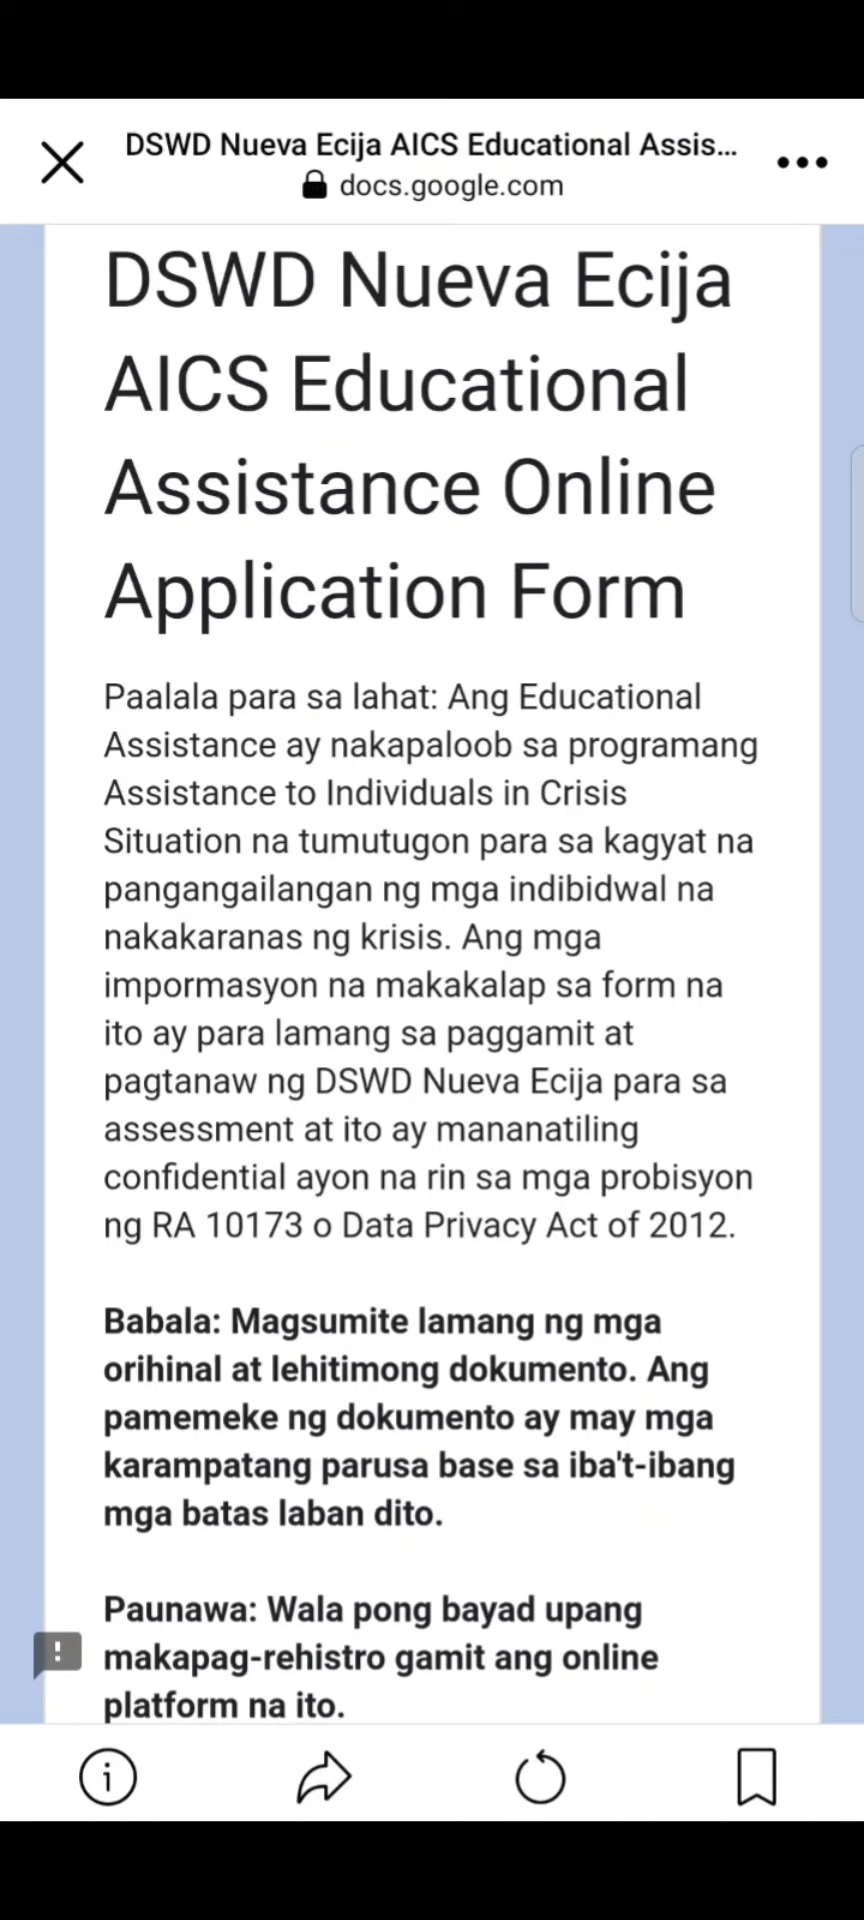 DSWD Nueva Ecija AICS Educational Assis...
docs.google.com
DSWD Nueva Ecija
AICS Educational
Assistance Online
Application Form
Paalala para sa lahat: Ang Educational
Assistance ay nakapaloob sa programang
Assistance to Individuals in Crisis
Situation na tumutugon para sa kagyat na
pangangailangan ng mga indibidwal na
nakakaranas ng krisis. Ang mga
impormasyon na makakalap sa form na
ito ay para lamang sa paggamit at
pagtanaw ng DSWD Nueva Ecija para sa
assessment at ito ay mananatiling
confidential ayon na rin sa mga probisyon
ng RA 10173 o Data Privacy Act of 2012.
Babala: Magsumite lamang ng mga
orihinal at lehitimong dokumento. Ang
pamemeke ng dokumento ay may mga
karampatang parusa base sa iba't-ibang
mga batas laban dito.
Paunawa: Wala pong bayad upang
makapag-rehistro gamit ang online
platform na ito.